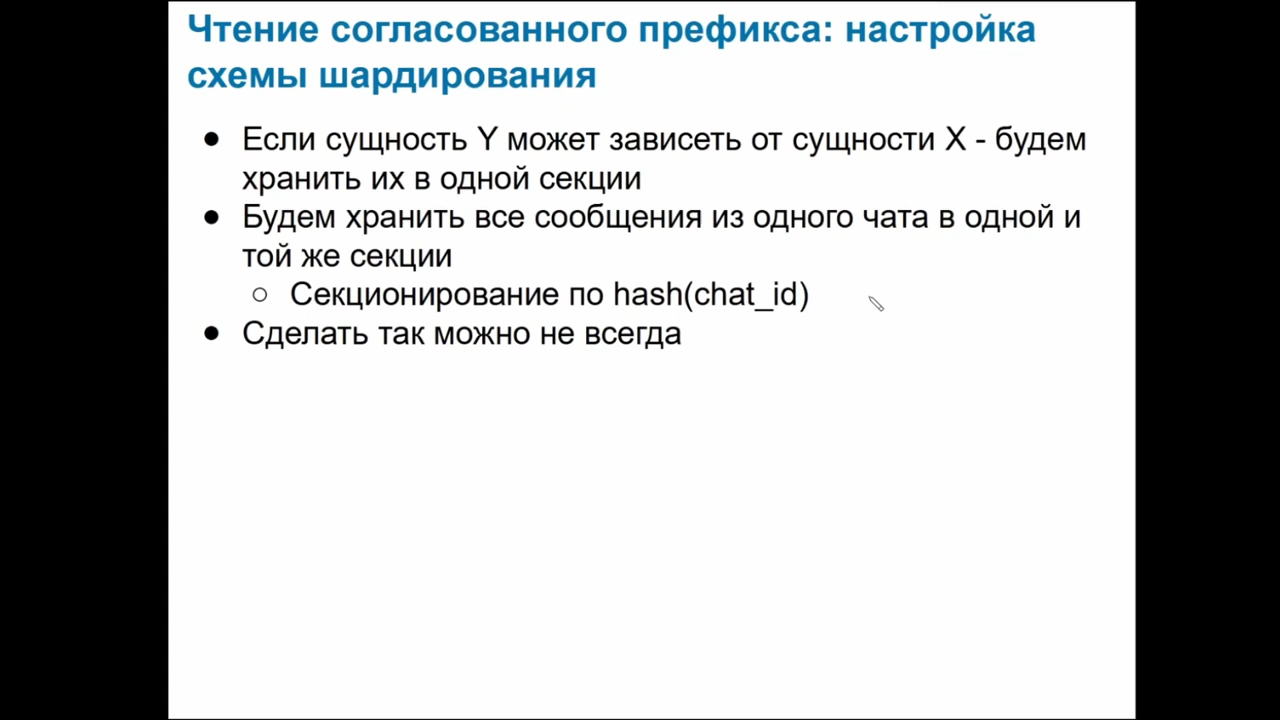 Чтение согласованного префикса: настройка
схемы шардирования
● Если сущность Y может зависеть от сущности X - будем
хранить их в одной секции
● Будем хранить все сообщения из одного чата в одной и
той же секции
○ Секционирование по hash(chat_id)
● Сделать так можно не всегда